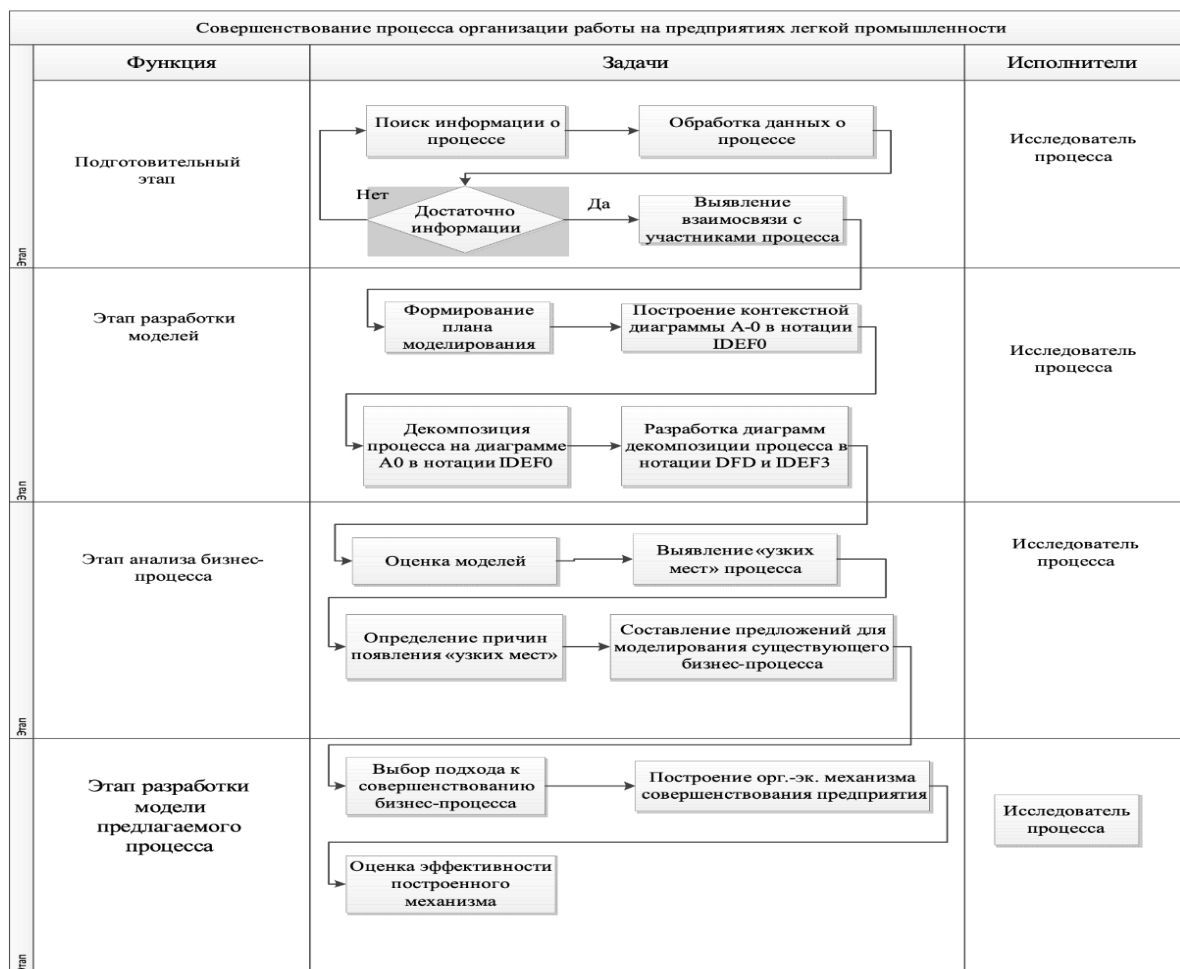 Совершенствование процесса организации работы на предприятиях легкой промышленности
Функция
Задачи
Исполнители
Подготовительный
этап
Поиск информации о
процессе
Обработка данных о
процессе
Нет
Достаточно
информации
Да
Выявление
взаимосвязи с
участниками процесса
Исследователь
процесса
Этап
Этап разработки
моделей
Формирование
плана
моделирования
Построение контекстной
диаграммы А-0 в нотации
IDEF0
Декомпозиция
процесса на диаграмме
А0 в нотации IDEF0
Разработка диаграмм
декомпозиции процесса в
нотации DFD и IDEF3
Исследователь
процесса
Этап
Этап анализа бизнес-
процесса
Оценка моделей
Выявление «узких
мест» процесса
Определение причин
появления «узких мест»
Составление предложений для
моделирования существующего
бизнес-процесса
Исследователь
процесса
Этап
Этап разработки
модели
предлагаемого
процесса
Выбор подхода к
совершенствованию
бизнес-процесса
Построение орг.-эк. механизма
совершенствования предприятия
Оценка эффективности
построенного
механизма
Исследователь
процесса
Этап